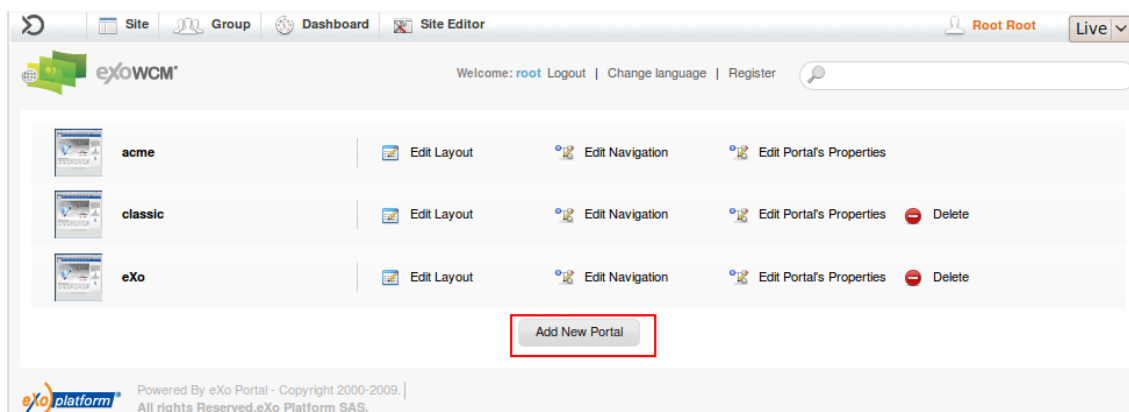 Site Group Dashboard Site Editor Root Root Live
eXoWCM Welcome: root Logout | Change language | Register
acme Edit Layout Edit Navigation Edit Portal's Properties
classic Edit Layout Edit Navigation Edit Portal's Properties Delete
eXo Edit Layout Edit Navigation Edit Portal's Properties Delete
Add New Portal
eXo platform Powered By eXo Portal - Copyright 2000-2009.
All rights Reserved.eXo Platform SAS.